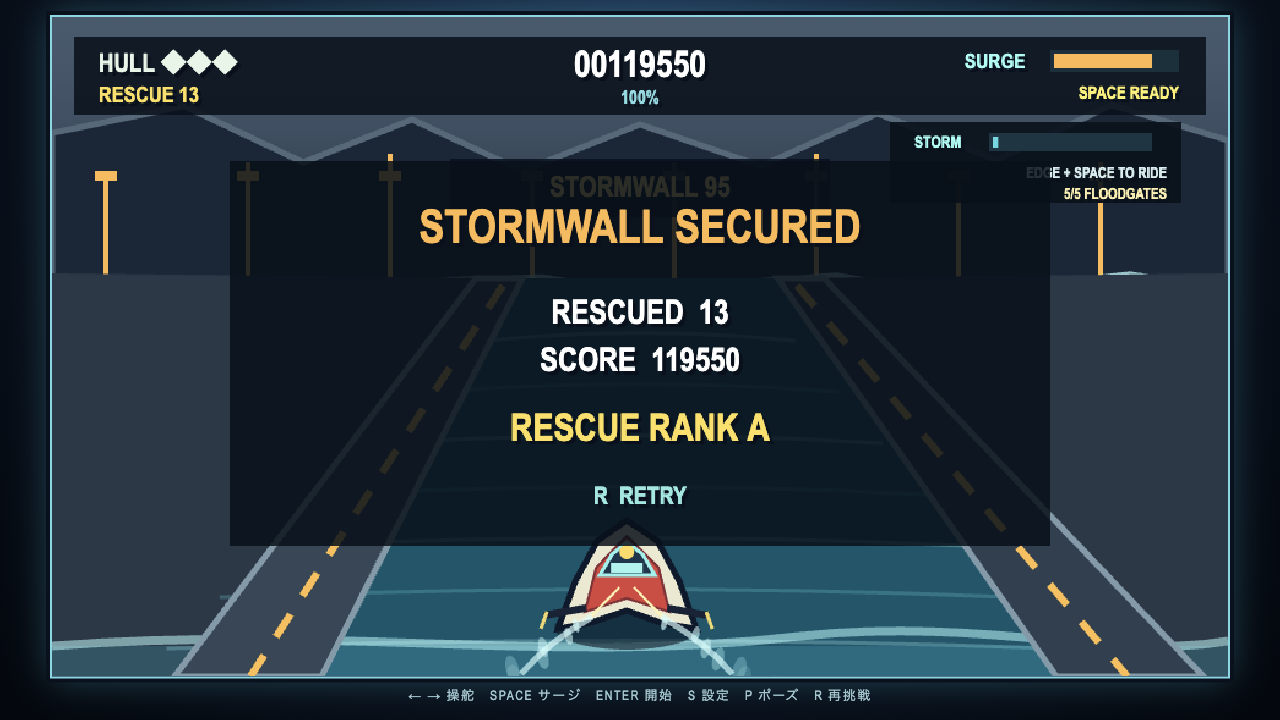 HULL
00119550
SURGE
RESCUE 13
100%
SPACE READY
STORM
EDGE + SPACE TO RIDE
5/5 FLOODGATES
STORMWALL 95
STORMWALL SECURED
RESCUED 13
SCORE 119550
RESCUE RANK A
R RETRY
← → 操舵 SPACE サージ ENTER 開始 S 設定 P ポーズ R 再挑戦